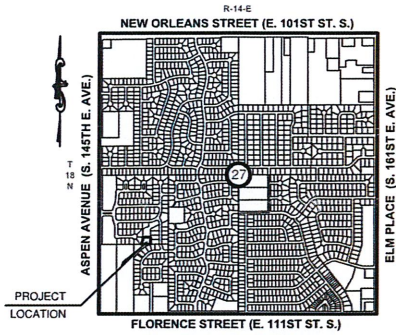 R-14-E
NEW ORLEANS STREET (E. 101ST ST. S.)
ASPEN AVENUE (S. 145TH E. AVE.)
T
18
N
27
ELM PLACE (S. 161ST E. AVE.)
PROJECT
LOCATION
FLORENCE STREET (E. 111ST ST. S.)